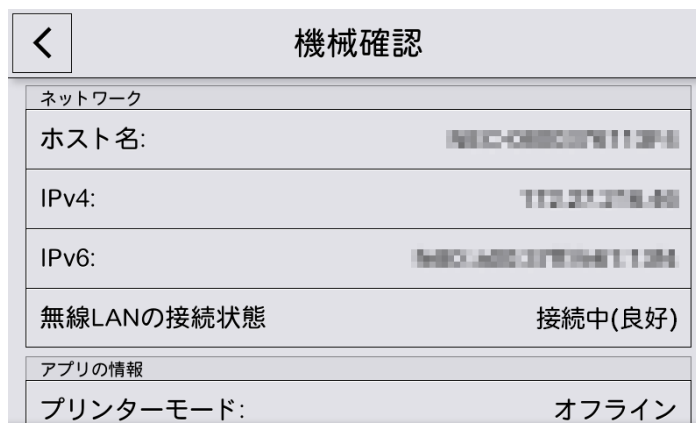 機械確認
ネットワーク
ホスト名:
IPv4:
IPv6:
無線LANの接続状態 接続中(良好)
アプリの情報
プリンターモード: オフライン